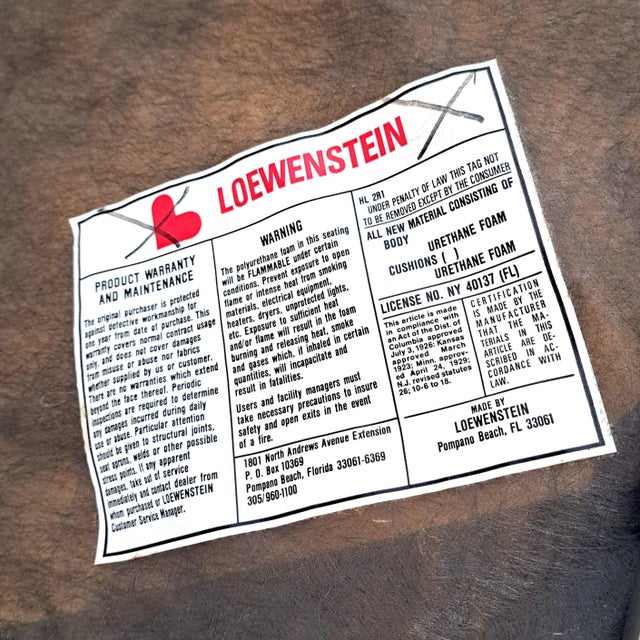 LOEWENSTEIN
PRODUCT WARRANTY
AND MAINTENANCE
The original purchaser is protected
against defective workmanship for
one year from date of purchase. This
warranty covers normal contract usage
only, and does not cover damages
from misuse or abuse nor fabrics
whether supplied by us or customer.
There are no warranties which extend
beyond the face thereof. Periodic
inspections are required to determine
any damages incurred during daily
use or abuse. Particular attention
should be given to structural joints,
seat aprons, welds or other possible
stress points. If any apparent
damages, take out of service
immediately and contact dealer from
whom purchased or LOEWENSTEIN
Customer Service Manager.
WARNING
The polyurethane foam in this seating
will be FLAMMABLE under certain
conditions. Prevent exposure to open
flame or intense heat from smoking
materials, electrical equipment,
heaters, dryers, unprotected lights,
etc. Exposure to sufficient heat
and/or flame will result in the foam
burning and releasing heat, smoke
and gases which, if inhaled in certain
quantities, will incapacitate and
result in fatalities.
Users and facility managers must
take necessary precautions to insure
safety and open exits in the event
of a fire.
1801 North Andrews Avenue Extension
P. O. Box 10369
Pompano Beach, Florida 33061-6369
305/960-1100
HL 2R1
UNDER PENALTY OF LAW THIS TAG NOT
TO BE REMOVED EXCEPT BY THE CONSUMER
ALL NEW MATERIAL CONSISTING OF
BODY
URETHANE FOAM
CUSHIONS ( )
URETHANE FOAM
LICENSE NO. NY 40137 (FL)
This article is made
in compliance with
an Act of the Dist. of
Columbia approved
July 3, 1926; Kansas
approved March
1923; Minn. approv-
ed April 24, 1929;
N.J. revised statutes
26; 10-6 to 18.
CERTIFICATION
IS MADE BY THE
MANUFACTURER
THAT THE MA-
TERIALS IN THIS
ARTICLE ARE DE-
SCRIBED IN AC-
CORDANCE WITH
LAW.
MADE BY
LOEWENSTEIN
Pompano Beach, FL 33061